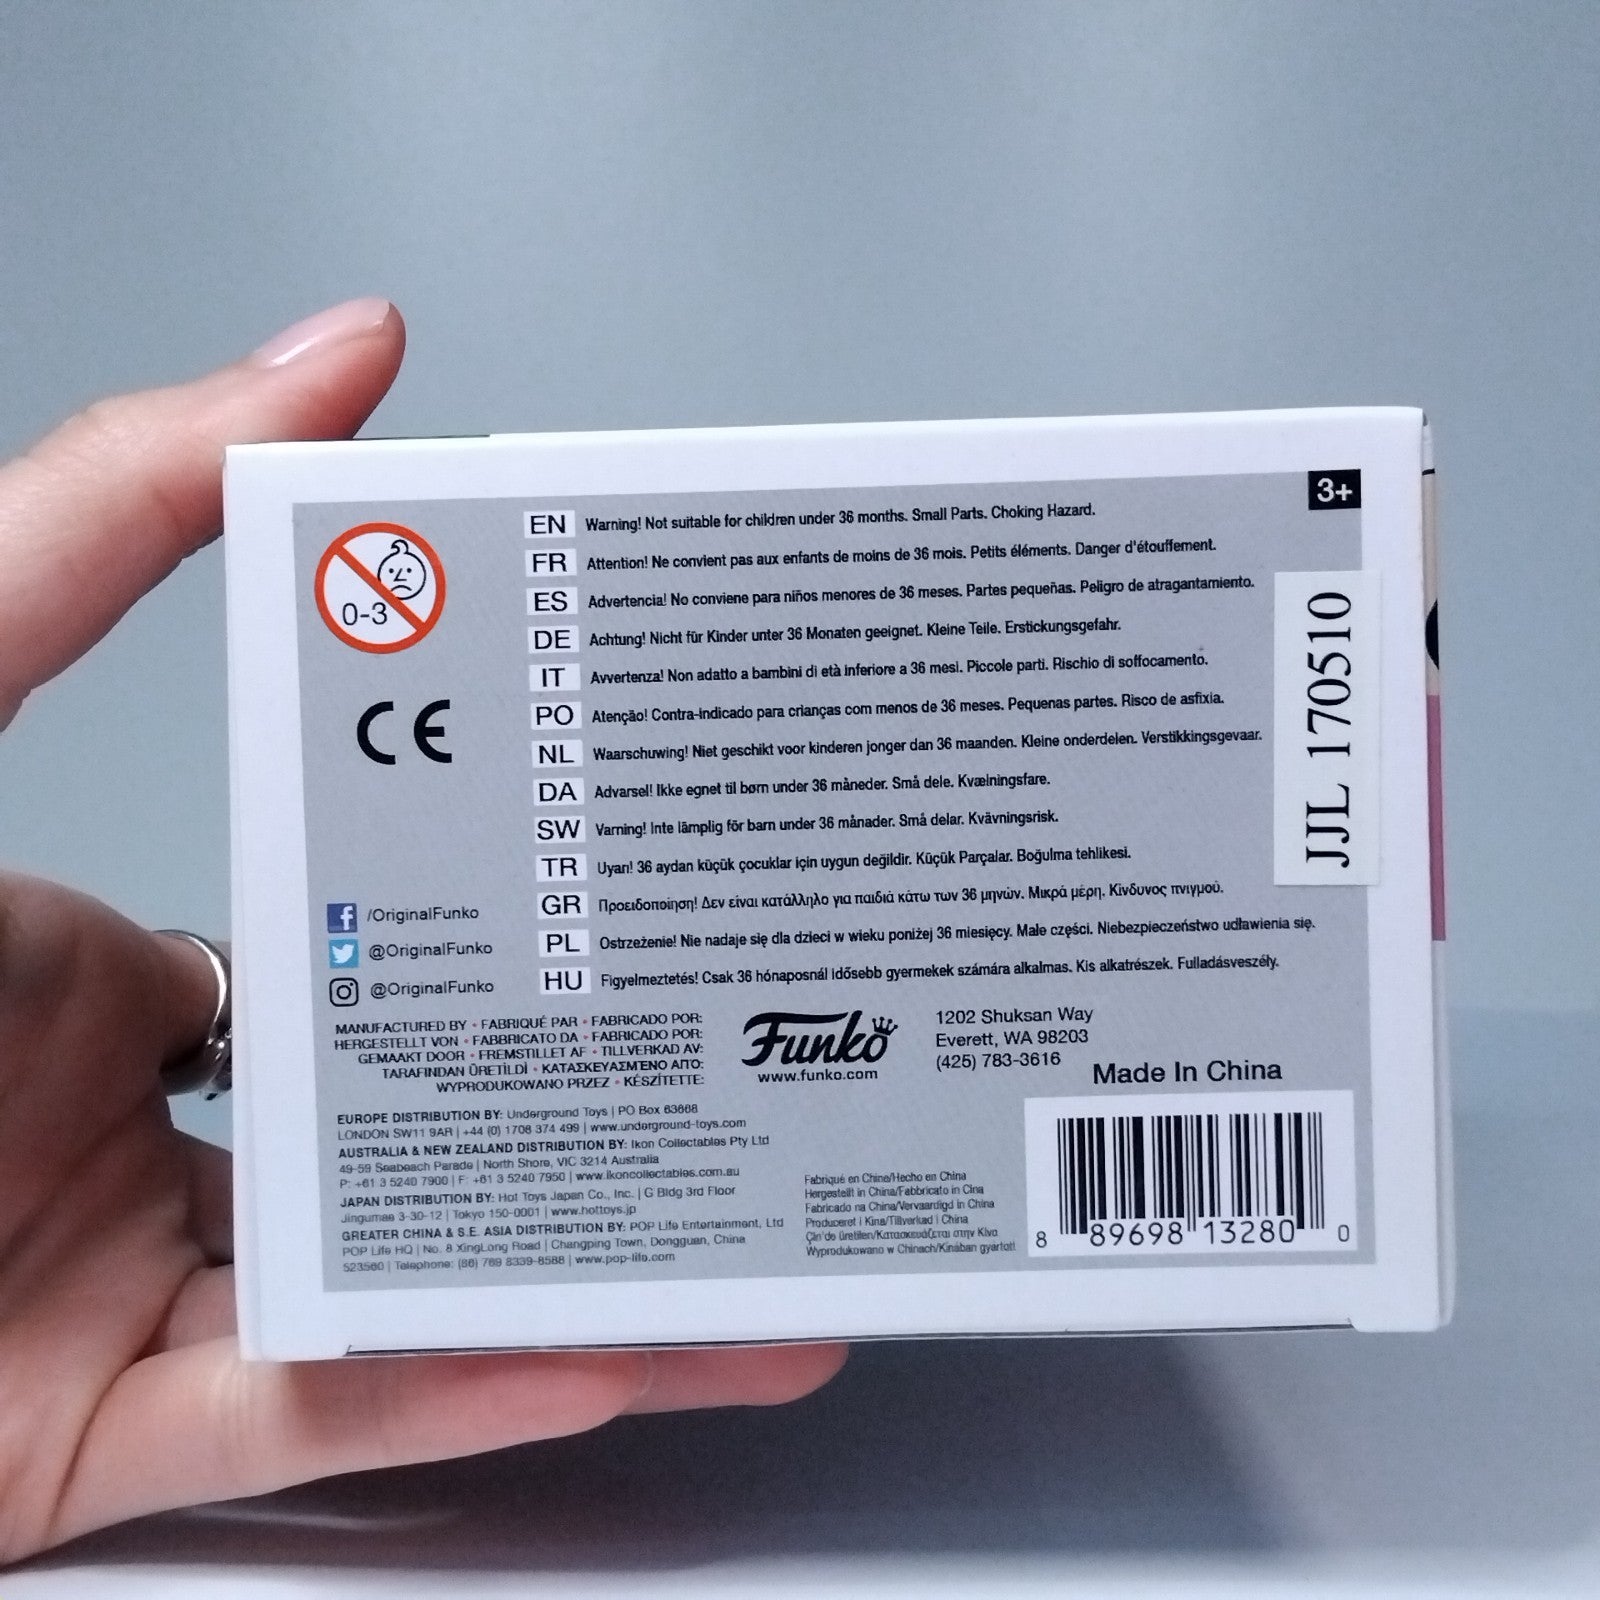 3+
0-3
EN Warning! Not suitable for children under 36 months. Small Parts. Choking Hazard.
FR Attention! Ne convient pas aux enfants de moins de 36 mois. Petits éléments. Danger d'étouffement.
ES Advertencia! No conviene para niños menores de 36 meses. Partes pequeñas. Peligro de atragantamiento.
DE Achtung! Nicht für Kinder unter 36 Monaten geeignet. Kleine Teile. Erstickungsgefahr.
IT Avvertenza! Non adatto a bambini di età inferiore a 36 mesi. Piccole parti. Rischio di soffocamento.
PO Atenção! Contra-indicado para crianças com menos de 36 meses. Pequenas partes. Risco de asfixia.
NL Waarschuwing! Niet geschikt voor kinderen jonger dan 36 maanden. Kleine onderdelen. Verstikkingsgevaar.
DA Advarsel! Ikke egnet til børn under 36 måneder. Små dele. Kvælningsfare.
SW Varning! Inte lämplig för barn under 36 månader. Små delar. Kvävningsrisk.
TR Uyarı! 36 aydan küçük çocuklar için uygun değildir. Küçük Parçalar. Boğulma tehlikesi.
GR Προειδοποίηση! Δεν είναι κατάλληλο για παιδιά κάτω των 36 μηνών. Μικρά μέρη. Κίνδυνος πνιγμού.
PL Ostrzeżenie! Nie nadaje się dla dzieci w wieku poniżej 36 miesięcy. Małe części. Niebezpieczeństwo udławienia się.
HU Figyelmeztetés! Csak 36 hónaposnál idősebb gyermekek számára alkalmas. Kis alkatrészek. Fulladásveszély.
JJL 170510
CE
/OriginalFunko
@OriginalFunko
@OriginalFunko
MANUFACTURED BY • FABRIQUÉ PAR • FABRICADO POR:
HERGESTELLT VON • FABBRICATO DA • FABRICADO POR:
GEMAAKT DOOR • FREMSTILLET AF • TILLVERKAD AV:
TARAFINDAN ÜRETİLDİ • ΚΑΤΑΣΚΕΥΑΣΜΈΝΟ ΑΠΌ:
WYPRODUKOWANO PRZEZ • KÉSZÍTETTE:
Funko
www.funko.com
1202 Shuksan Way
Everett, WA 98203
(425) 783-3616
Made In China
EUROPE DISTRIBUTION BY: Underground Toys | PO Box 63668
LONDON SW11 9AR | +44 (0) 1708 374 499 | www.underground-toys.com
AUSTRALIA & NEW ZEALAND DISTRIBUTION BY: Ikon Collectables Pty Ltd
49-59 Seabeach Parade | North Shore, VIC 3214 Australia
P: +61 3 5240 7900 | F: +61 3 5240 7950 | www.ikoncollectables.com.au
JAPAN DISTRIBUTION BY: Hot Toys Japan Co., Inc. | G Bldg 3rd Floor
Jingumae 3-30-12 | Tokyo 150-0001 | www.hottoys.jp
GREATER CHINA & S.E. ASIA DISTRIBUTION BY: POP Life Entertainment, Ltd
POP Life HQ | No. 8 XingLong Road | Changping Town, Dongguan, China
523560 | Telephone: (86) 769 8339-8588 | www.pop-life.com
Fabriqué en China/Hecho en China
Hergestellt in China/Fabbricato in Cina
Fabricado na China/Vervaardigd in China
Produceret i Kina/Tillverkad i China
Çin'de üretilen/Κατασκευάζεται στην Κίνα
Wyprodukowano w Chinach/Kínában gyártott
8 89698 13280 0